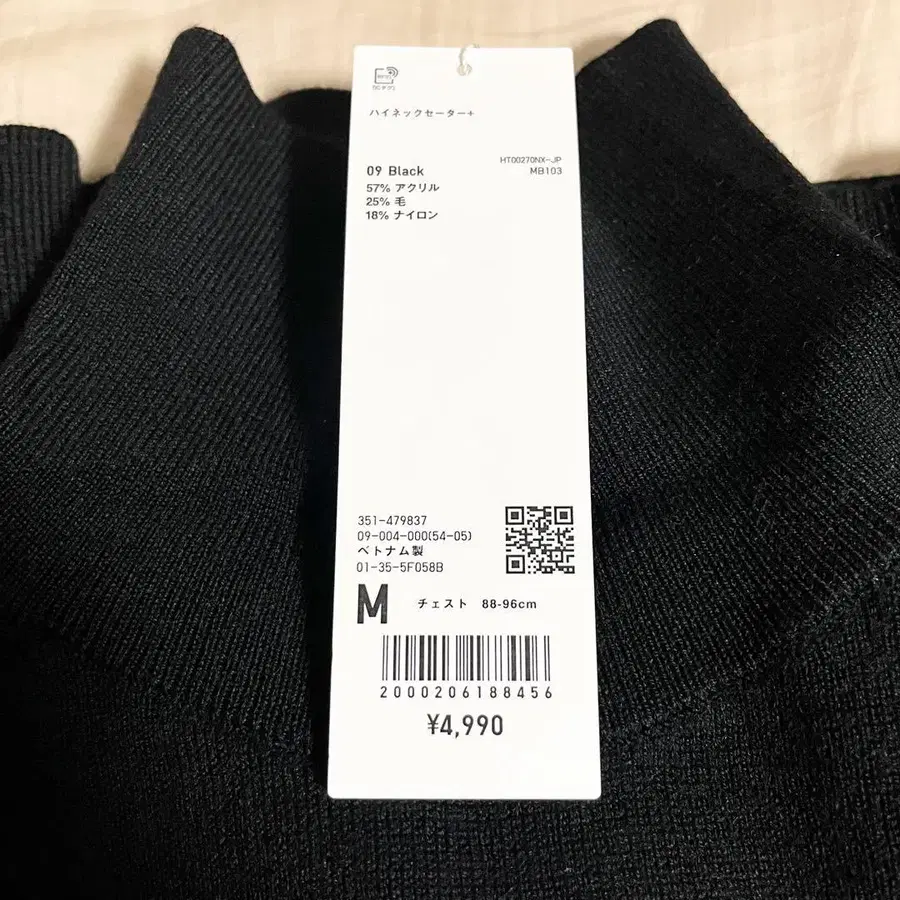 ハイネックセーター+
HT00270NX-JP
09 Black
MB103
57% アクリル
25% 毛
18% ナイロン
351-479837
09-004-000(54-05)
ベトナム製
01-35-5F058B
M チェスト 88-96cm
2000206188456
¥4,990